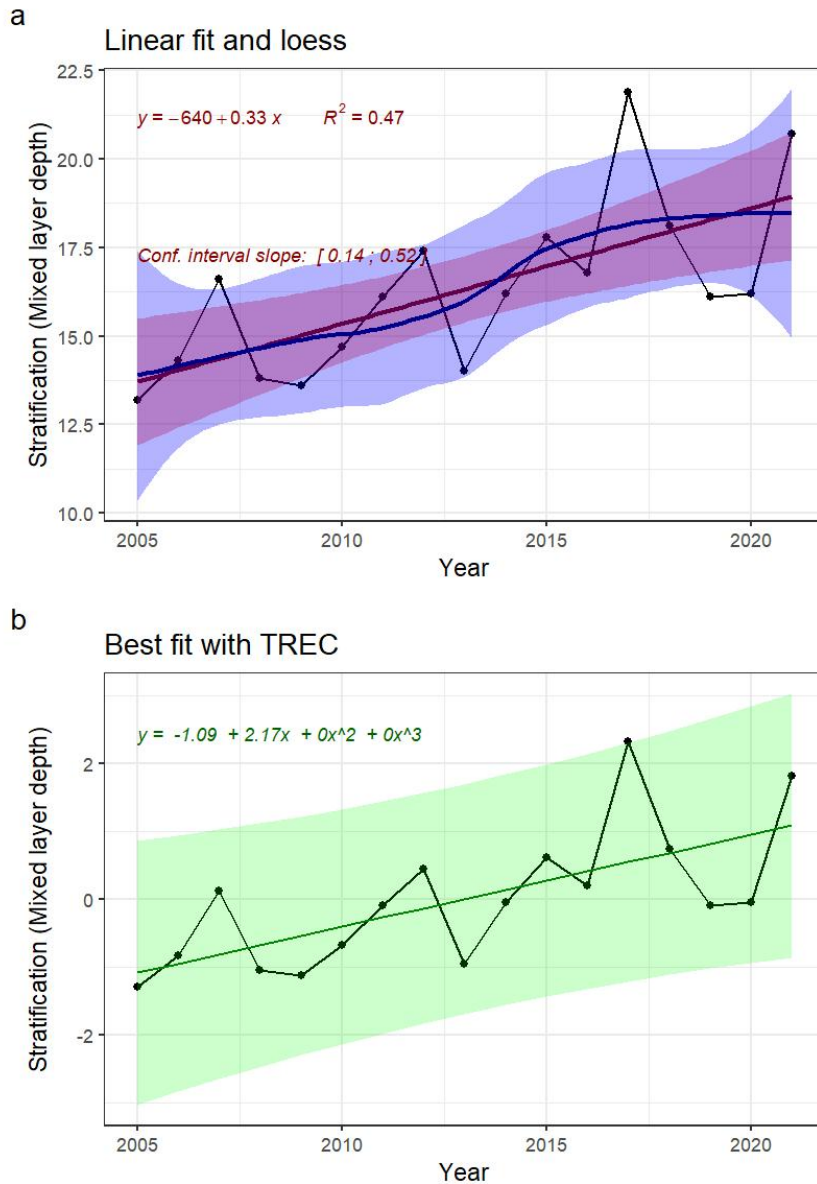 a
Linear fit and loess
22.5
20.0
17.5
15.0
12.5
10.0
Stratification (Mixed layer depth)
y = −640 + 0.33 x R² = 0.47
Conf. interval slope: [ 0.14 ; 0.52 ]
2005 2010 2015 2020
Year
b
Best fit with TREC
2
0
-2
Stratification (Mixed layer depth)
y = -1.09 + 2.17x + 0x^2 + 0x^3
2005 2010 2015 2020
Year